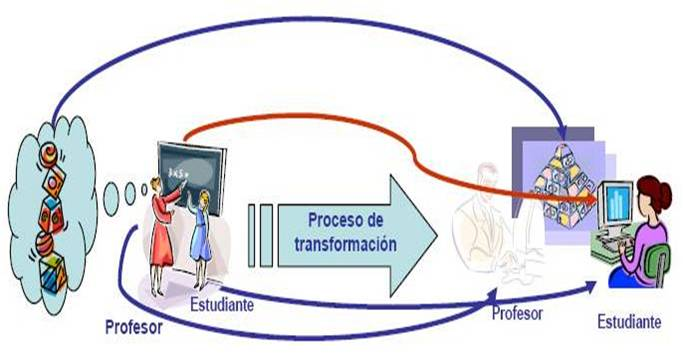 Proceso de
transformación
Estudiante
Profesor
Profesor
Estudiante